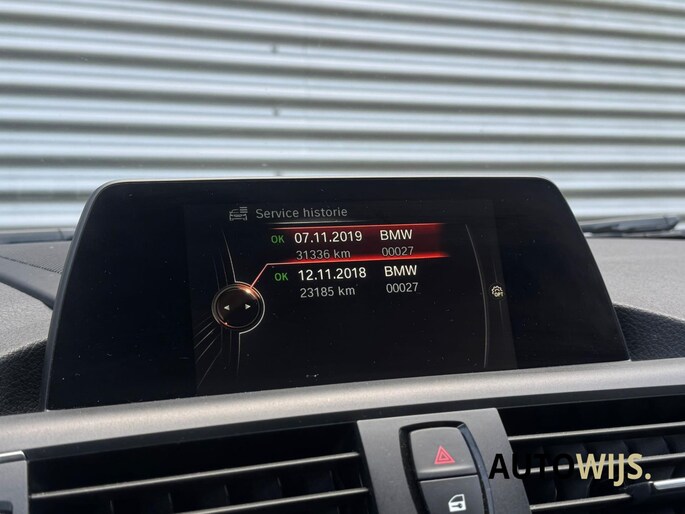 Service historie
OK 07.11.2019 BMW
31336 km 00027
OK 12.11.2018 BMW
23185 km 00027
OPT
AUTOWIJS.